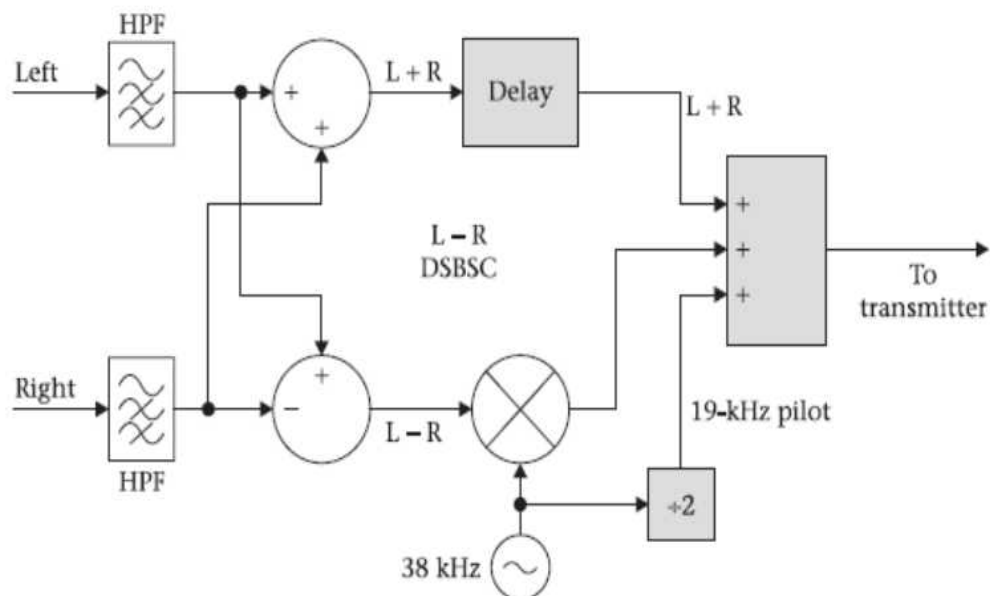 HPF
Left
+
+
L + R
Delay
L + R
L − R
DSBSC
+
+
+
To
transmitter
Right
HPF
+
−
L − R
19-kHz pilot
÷2
38 kHz